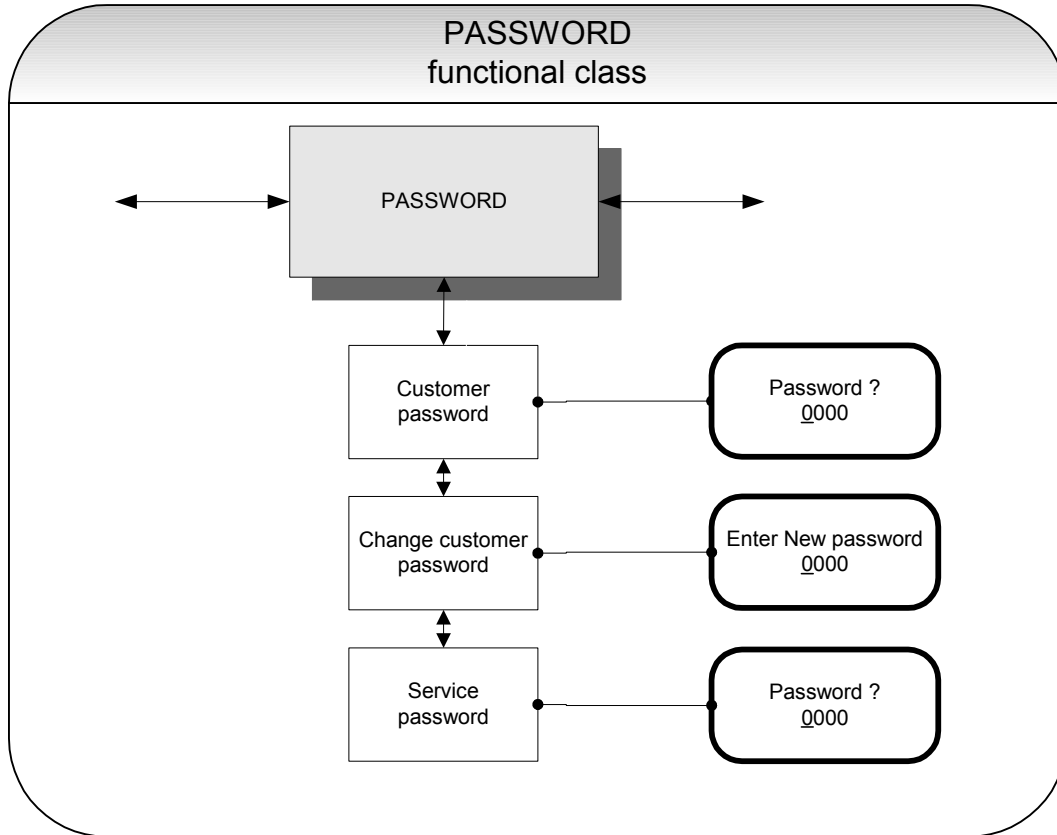 PASSWORD
functional class
PASSWORD
Customer
password
Password ?
0000
Change customer
password
Enter New password
0000
Service
password
Password ?
0000